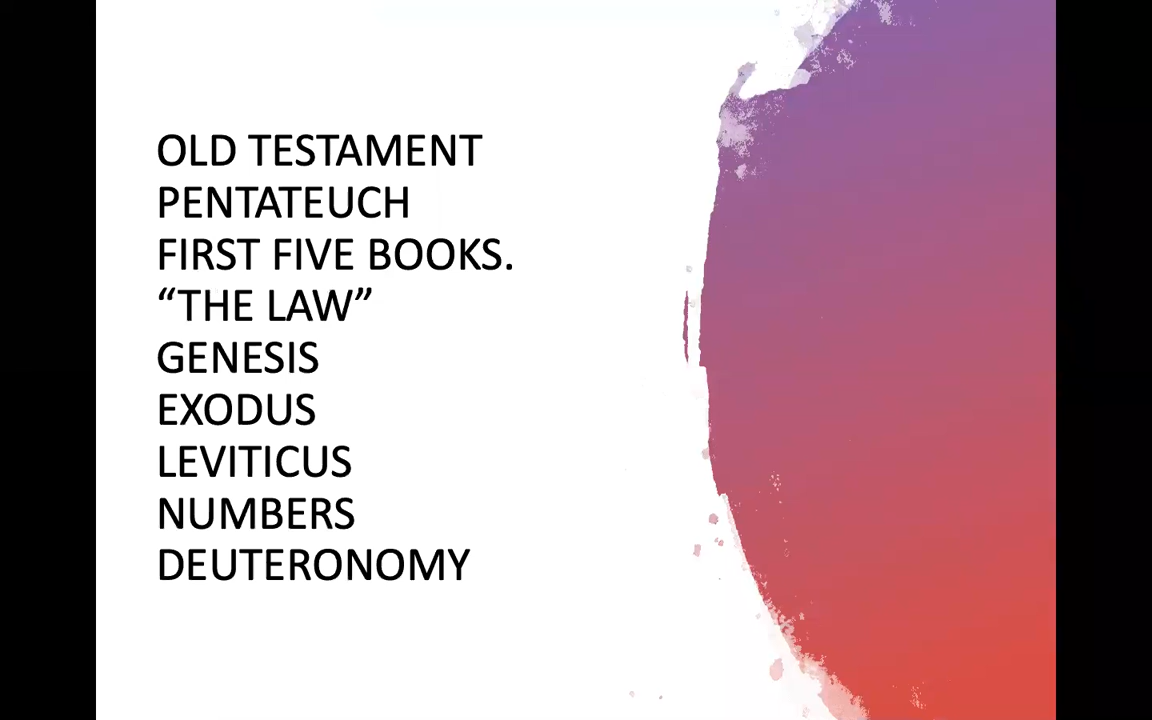 OLD TESTAMENT
PENTATEUCH
FIRST FIVE BOOKS.
“THE LAW”
GENESIS
EXODUS
LEVITICUS
NUMBERS
DEUTERONOMY